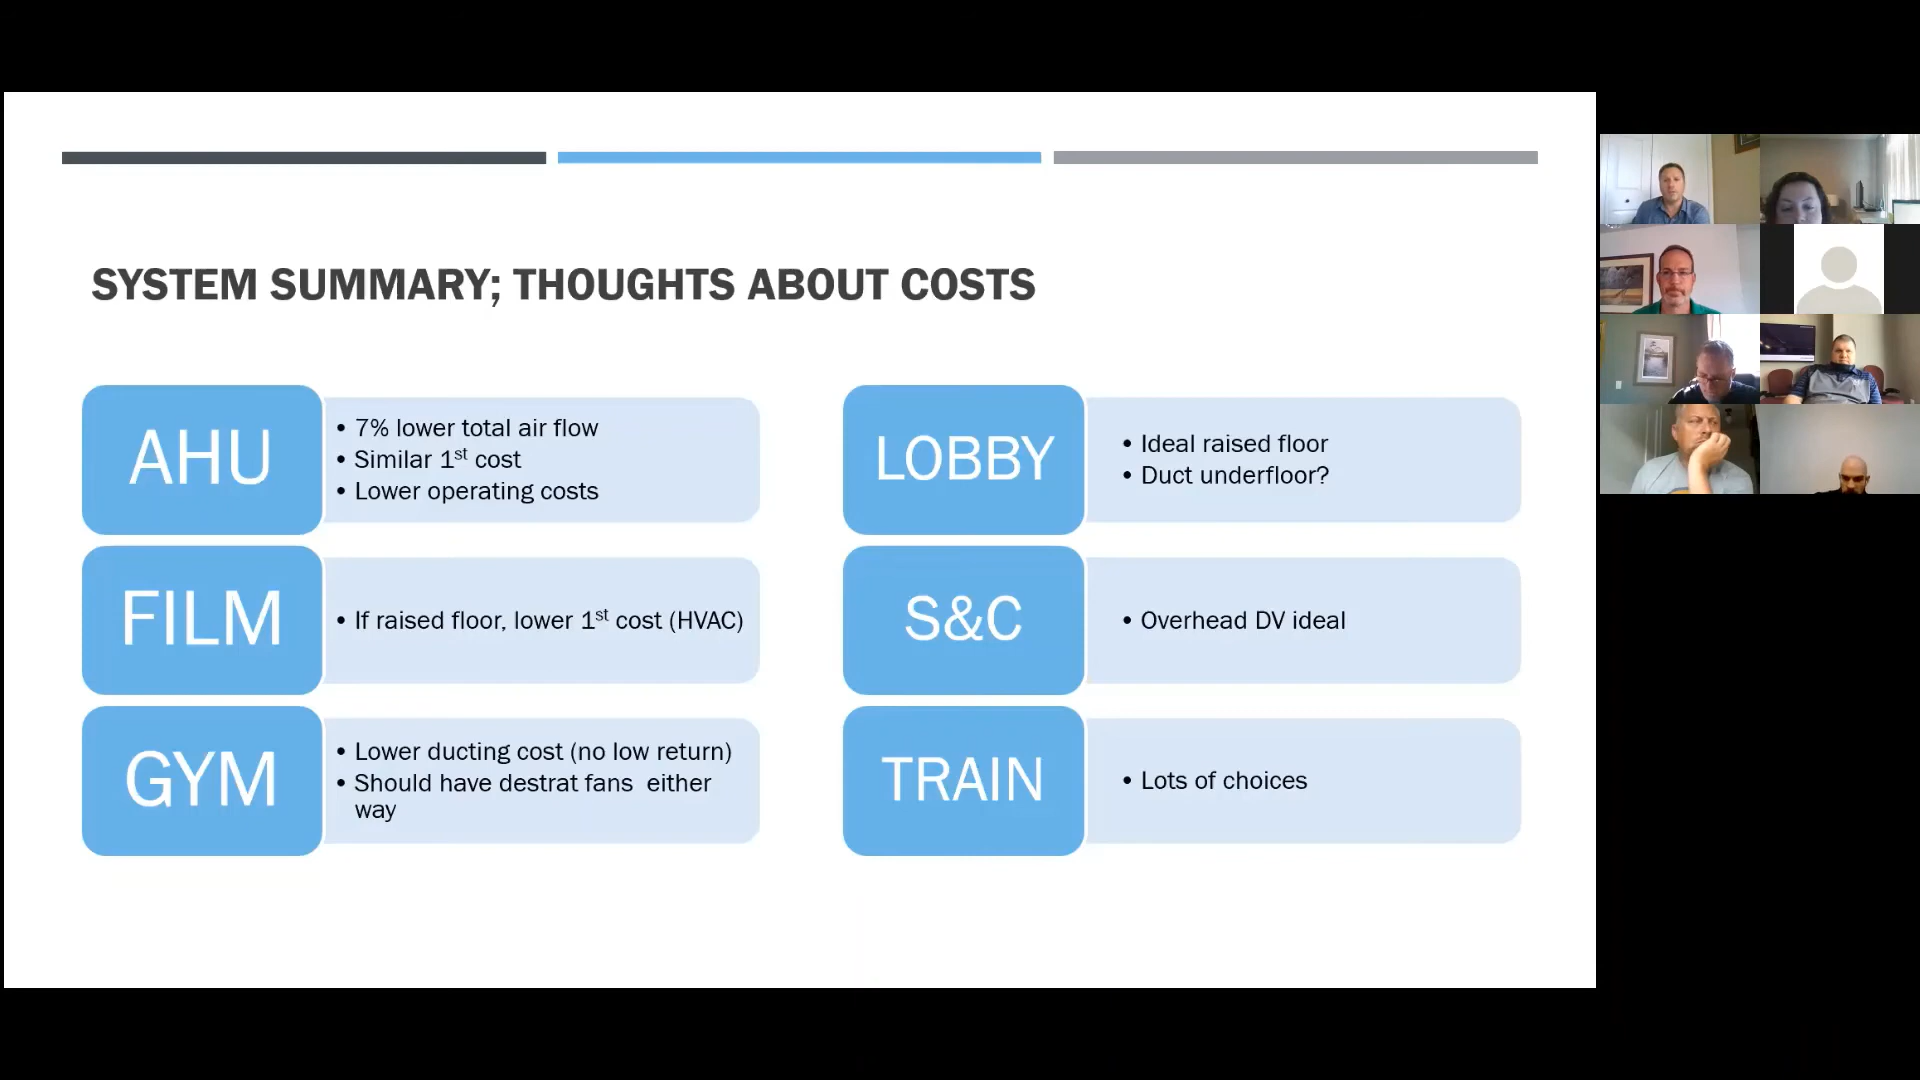 SYSTEM SUMMARY; THOUGHTS ABOUT COSTS
AHU
• 7% lower total air flow
• Similar 1st cost
• Lower operating costs
FILM
• If raised floor, lower 1st cost (HVAC)
GYM
• Lower ducting cost (no low return)
• Should have destrat fans  either
way
LOBBY
• Ideal raised floor
• Duct underfloor?
S&C
• Overhead DV ideal
TRAIN
• Lots of choices